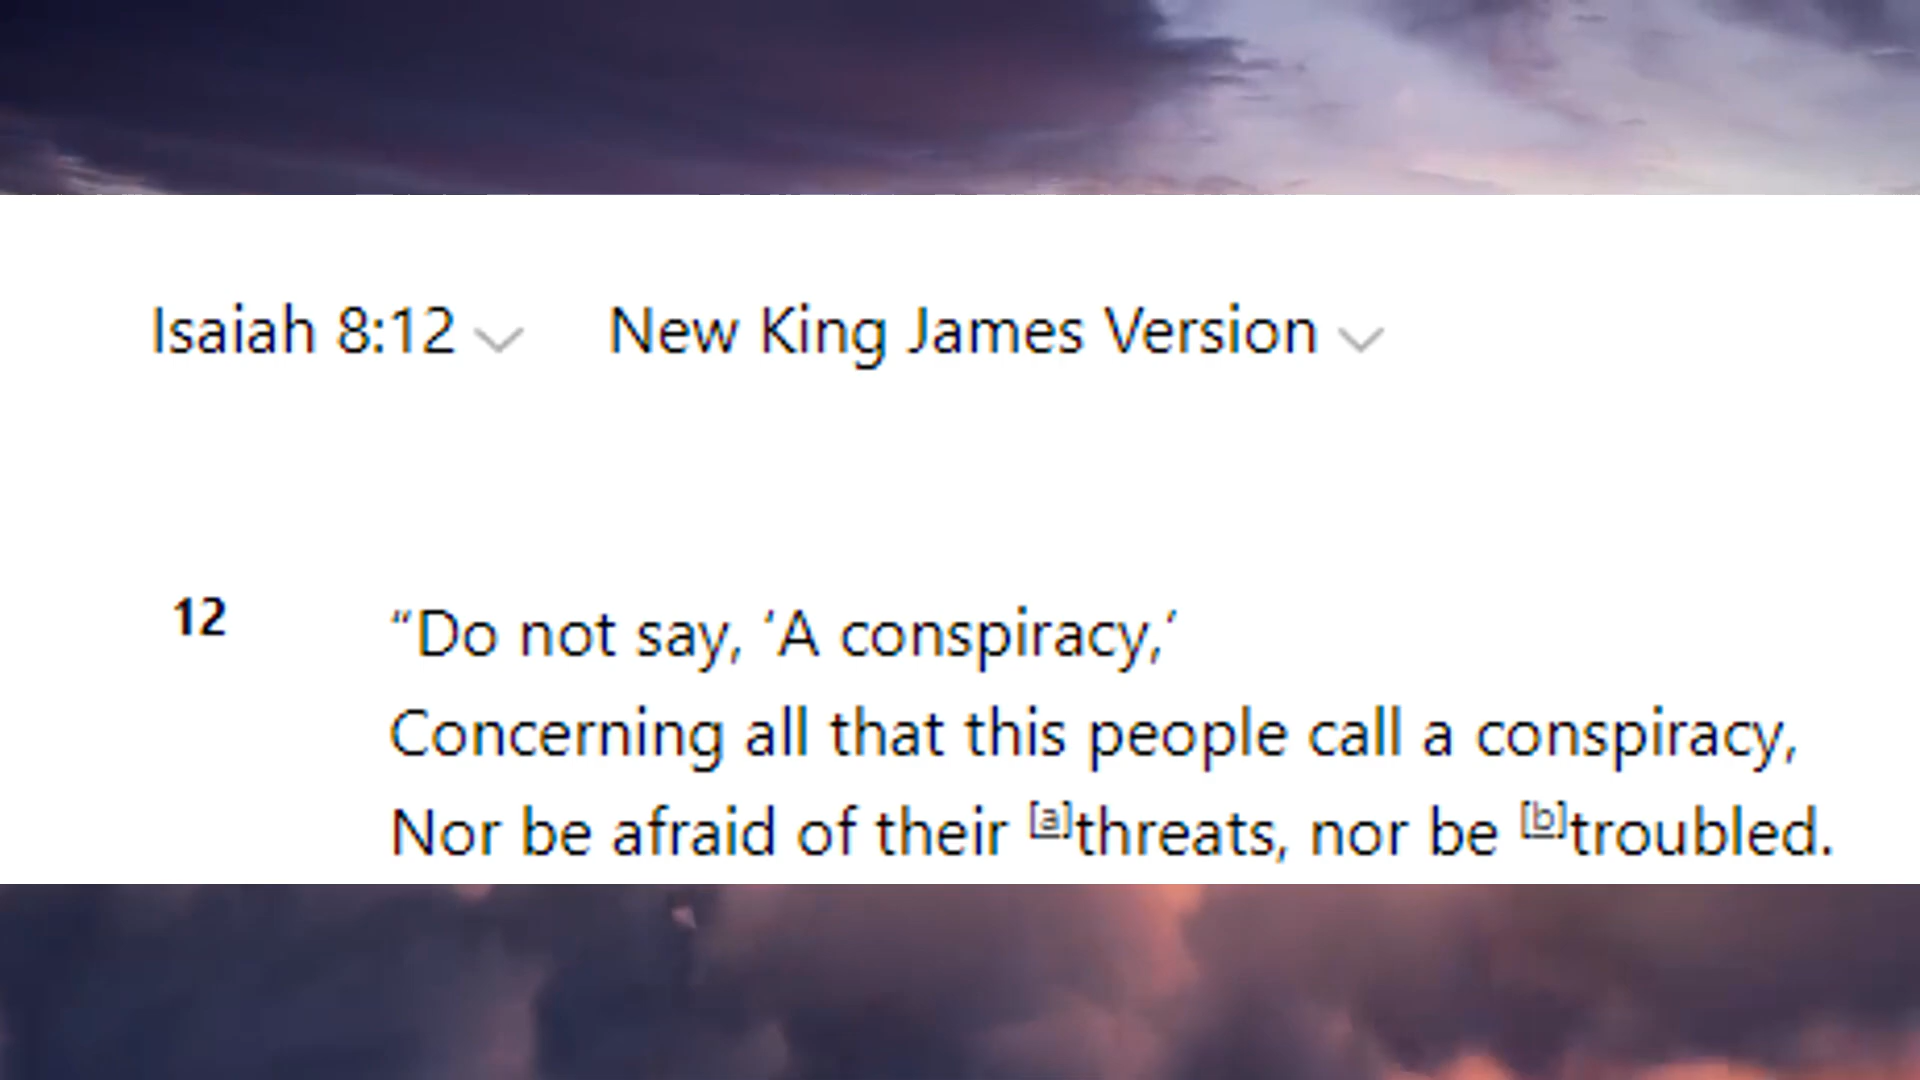 Isaiah 8:12 New King James Version
12 “Do not say, ‘A conspiracy,’
Concerning all that this people call a conspiracy,
Nor be afraid of their [a]threats, nor be [b]troubled.